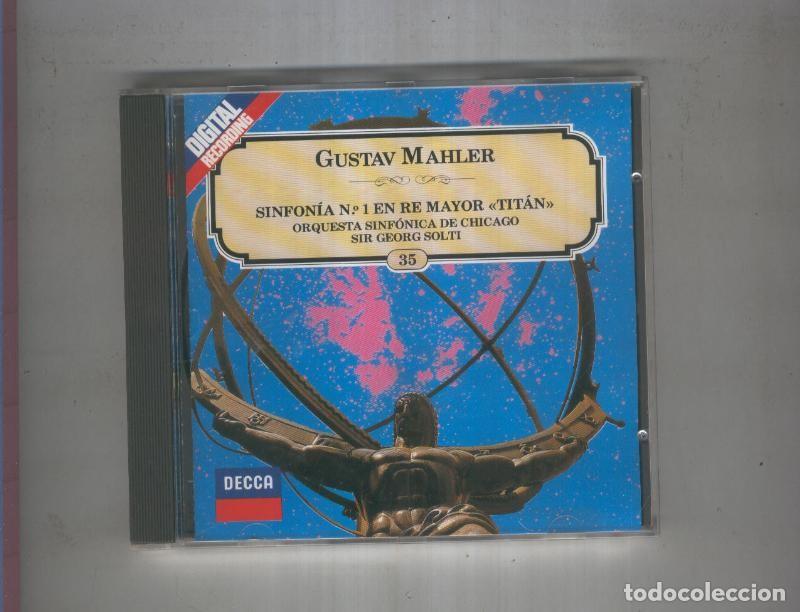 DIGITAL
RECORDING
GUSTAV MAHLER
SINFONÍA N.º 1 EN RE MAYOR «TITÁN»
ORQUESTA SINFÓNICA DE CHICAGO
SIR GEORG SOLTI
35
DECCA
todocoleccion